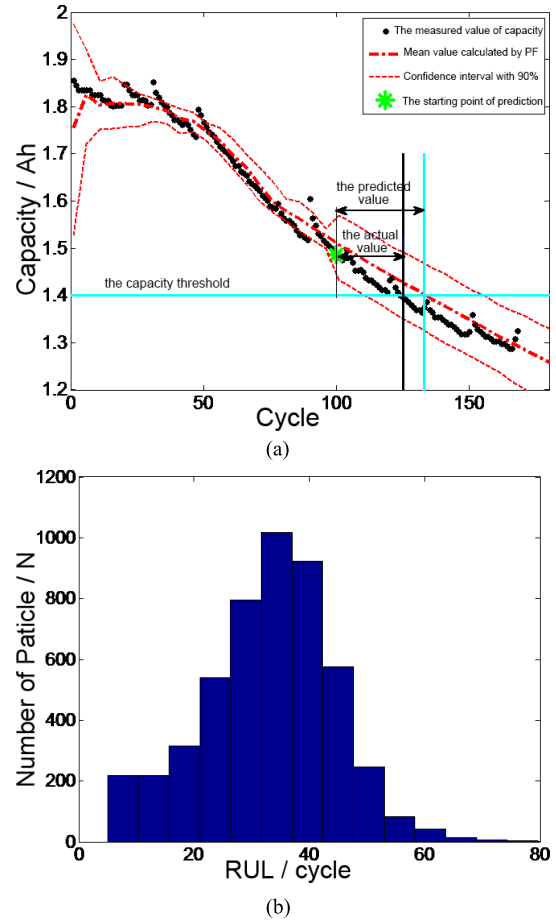 2
1.9
1.8
1.7
1.6
1.5
1.4
1.3
1.2
Capacity / Ah
The measured value of capacity
Mean value calculated by PF
Confidence interval with 90%
The starting point of prediction
the predicted
value
the actual
value
the capacity threshold
0
50
100
150
Cycle
(a)
1200
1000
800
600
400
200
0
Number of Paticle / N
0
20
40
60
80
RUL / cycle
(b)